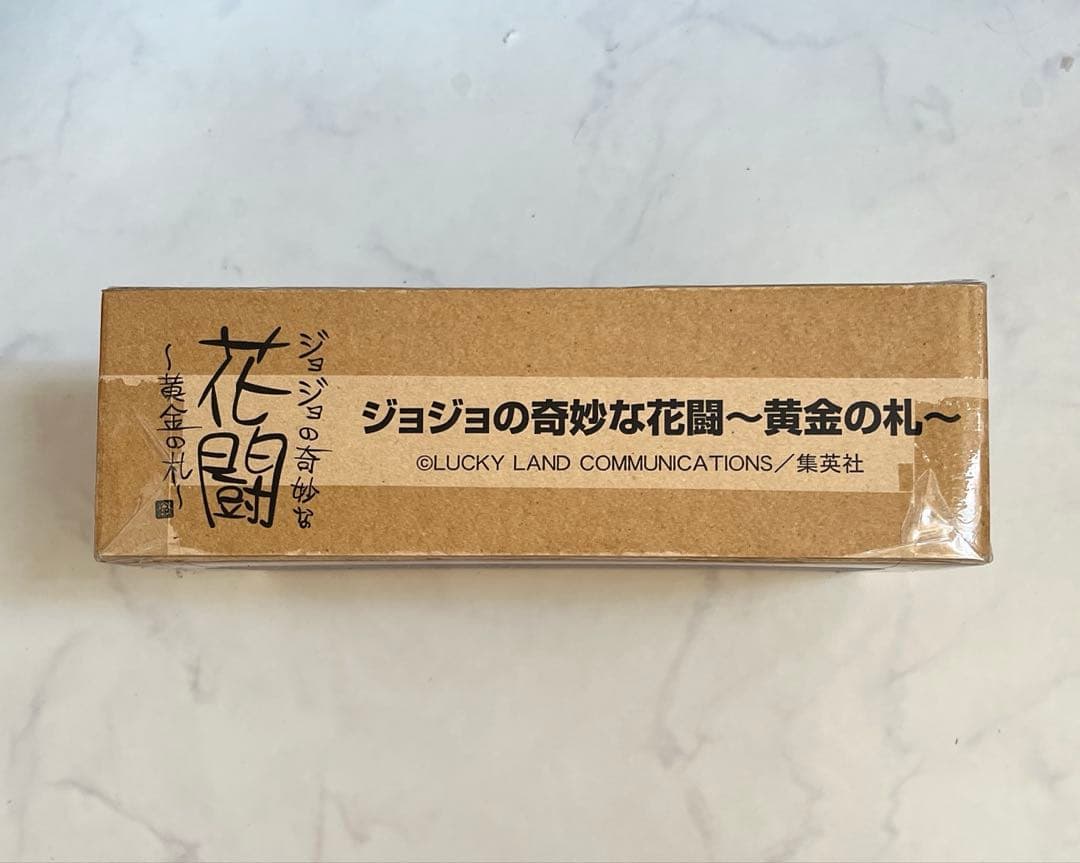 ジョジョの奇妙な
花闘
〜黄金の札〜
ジョジョの奇妙な花闘〜黄金の札〜
©LUCKY LAND COMMUNICATIONS／集英社